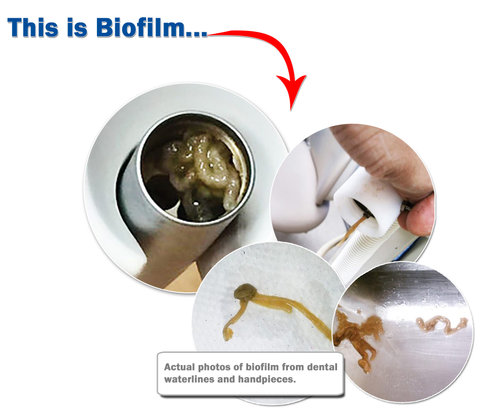 This is Biofilm...
Actual photos of biofilm from dental
waterlines and handpieces.